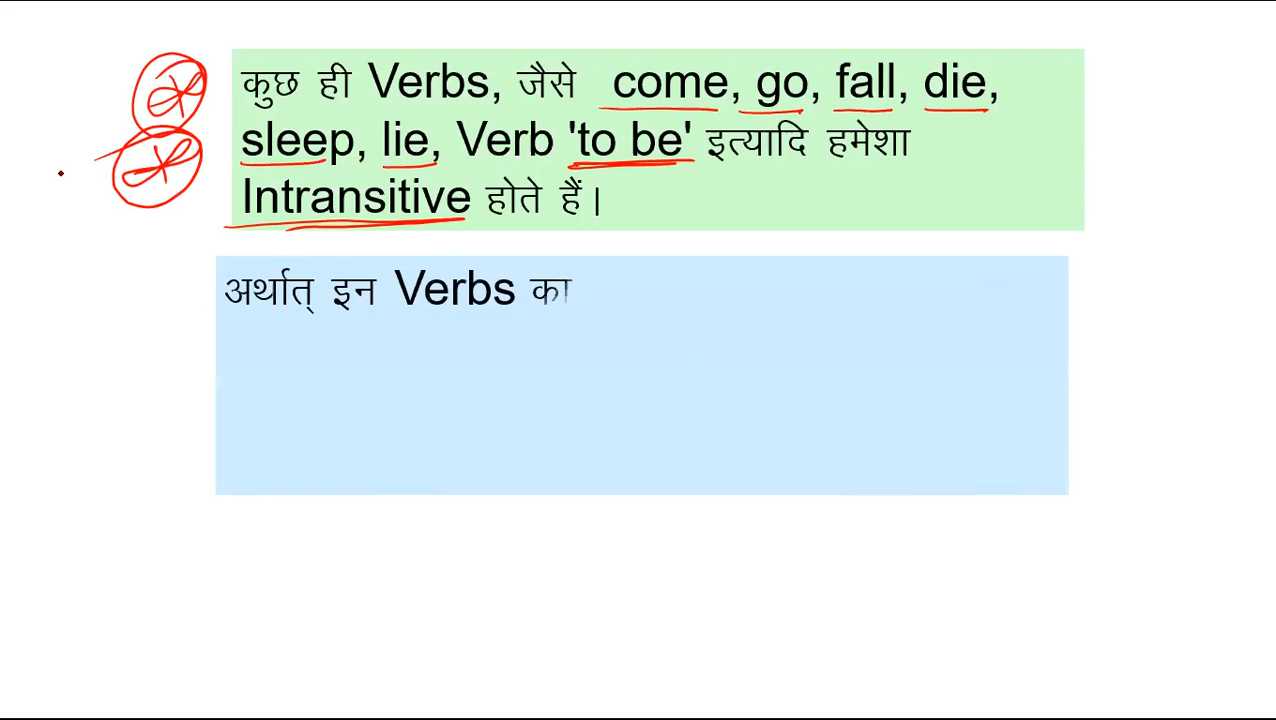 कुछ ही Verbs, जैसे come, go, fall, die,
sleep, lie, Verb 'to be' इत्यादि हमेशा
Intransitive होते हैं।
अर्थात् इन Verbs का